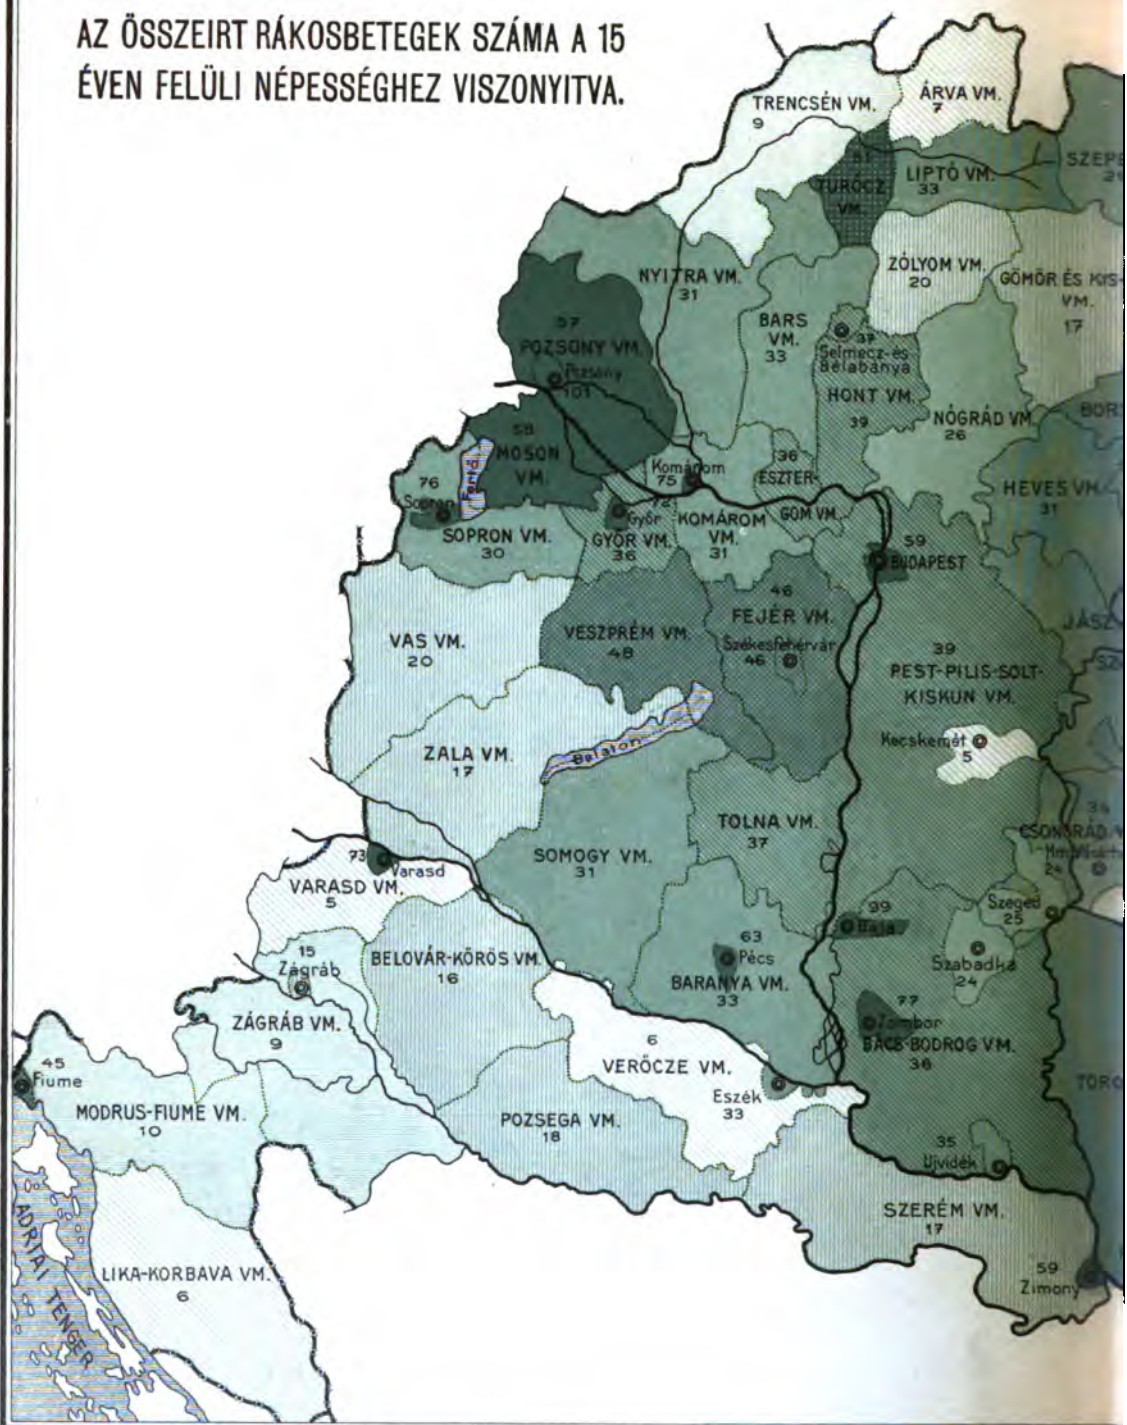 AZ ÖSSZEIRT RÁKOSBETEGEK SZÁMA A 15
ÉVEN FELÜLI NÉPESSÉGHEZ VISZONYITVA.
TRENCSÉN VM.
9
ÁRVA VM.
7
TURÓCZ
VM.
LIPTÓ VM.
33
NYITRA VM.
31
ZÓLYOM VM.
20
GÖMÖR ÉS KIS-
VM.
17
57
POZSONY VM.
Pozsony
101
BARS
VM.
33
37
Selmecz-és
Bélabánya
HONT VM.
39
NÓGRÁD VM.
26
58
MOSON
VM.
Fertő
76
Sopron
SOPRON VM.
30
Komárom
75
36
ESZTER-
GOM VM.
HEVES VM.
31
72
Győr
GYŐR VM.
36
KOMÁROM
VM.
31
59
BUDAPEST
VAS VM.
20
VESZPRÉM VM.
48
46
FEJÉR VM.
Székesfehérvár
46
39
PEST-PILIS-SOLT-
KISKUN VM.
Kecskemét
5
ZALA VM.
17
Balaton
SOMOGY VM.
31
TOLNA VM.
37
CSONGRÁD
24
73
Varasd
VARASD VM.
5
Szeged
25
99
Baja
63
Pécs
BARANYA VM.
33
Szabadka
24
BELOVÁR-KÖRÖS VM.
16
15
Zágráb
ZÁGRÁB VM.
9
77
Zombor
BÁCS-BODROG VM.
36
6
VERŐCZE VM.
Eszék
33
45
Fiume
MODRUS-FIUME VM.
10
POZSEGA VM.
18
35
Ujvidék
SZERÉM VM.
17
59
Zimony
LIKA-KORBAVA VM.
6
ADRIAI TENGER